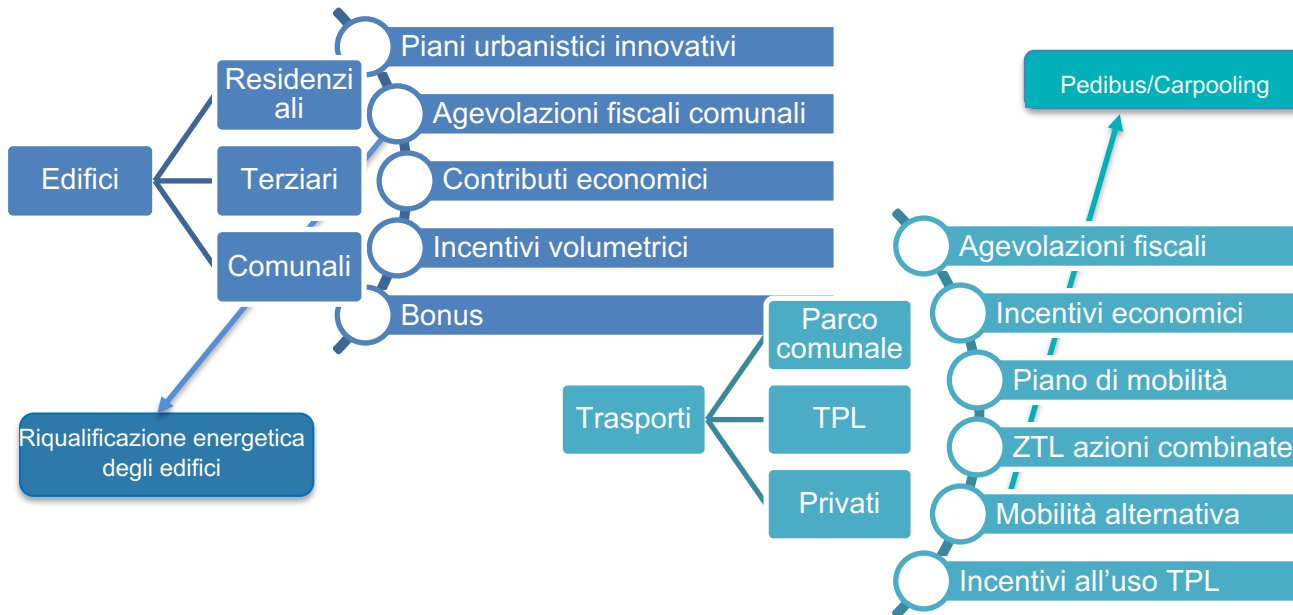 Edifici
Residenzi
ali
Terziari
Comunali
Piani urbanistici innovativi
Agevolazioni fiscali comunali
Contributi economici
Incentivi volumetrici
Bonus
Riqualificazione energetica
degli edifici
Pedibus/Carpooling
Trasporti
Parco
comunale
TPL
Privati
Agevolazioni fiscali
Incentivi economici
Piano di mobilità
ZTL azioni combinate
Mobilità alternativa
Incentivi all’uso TPL